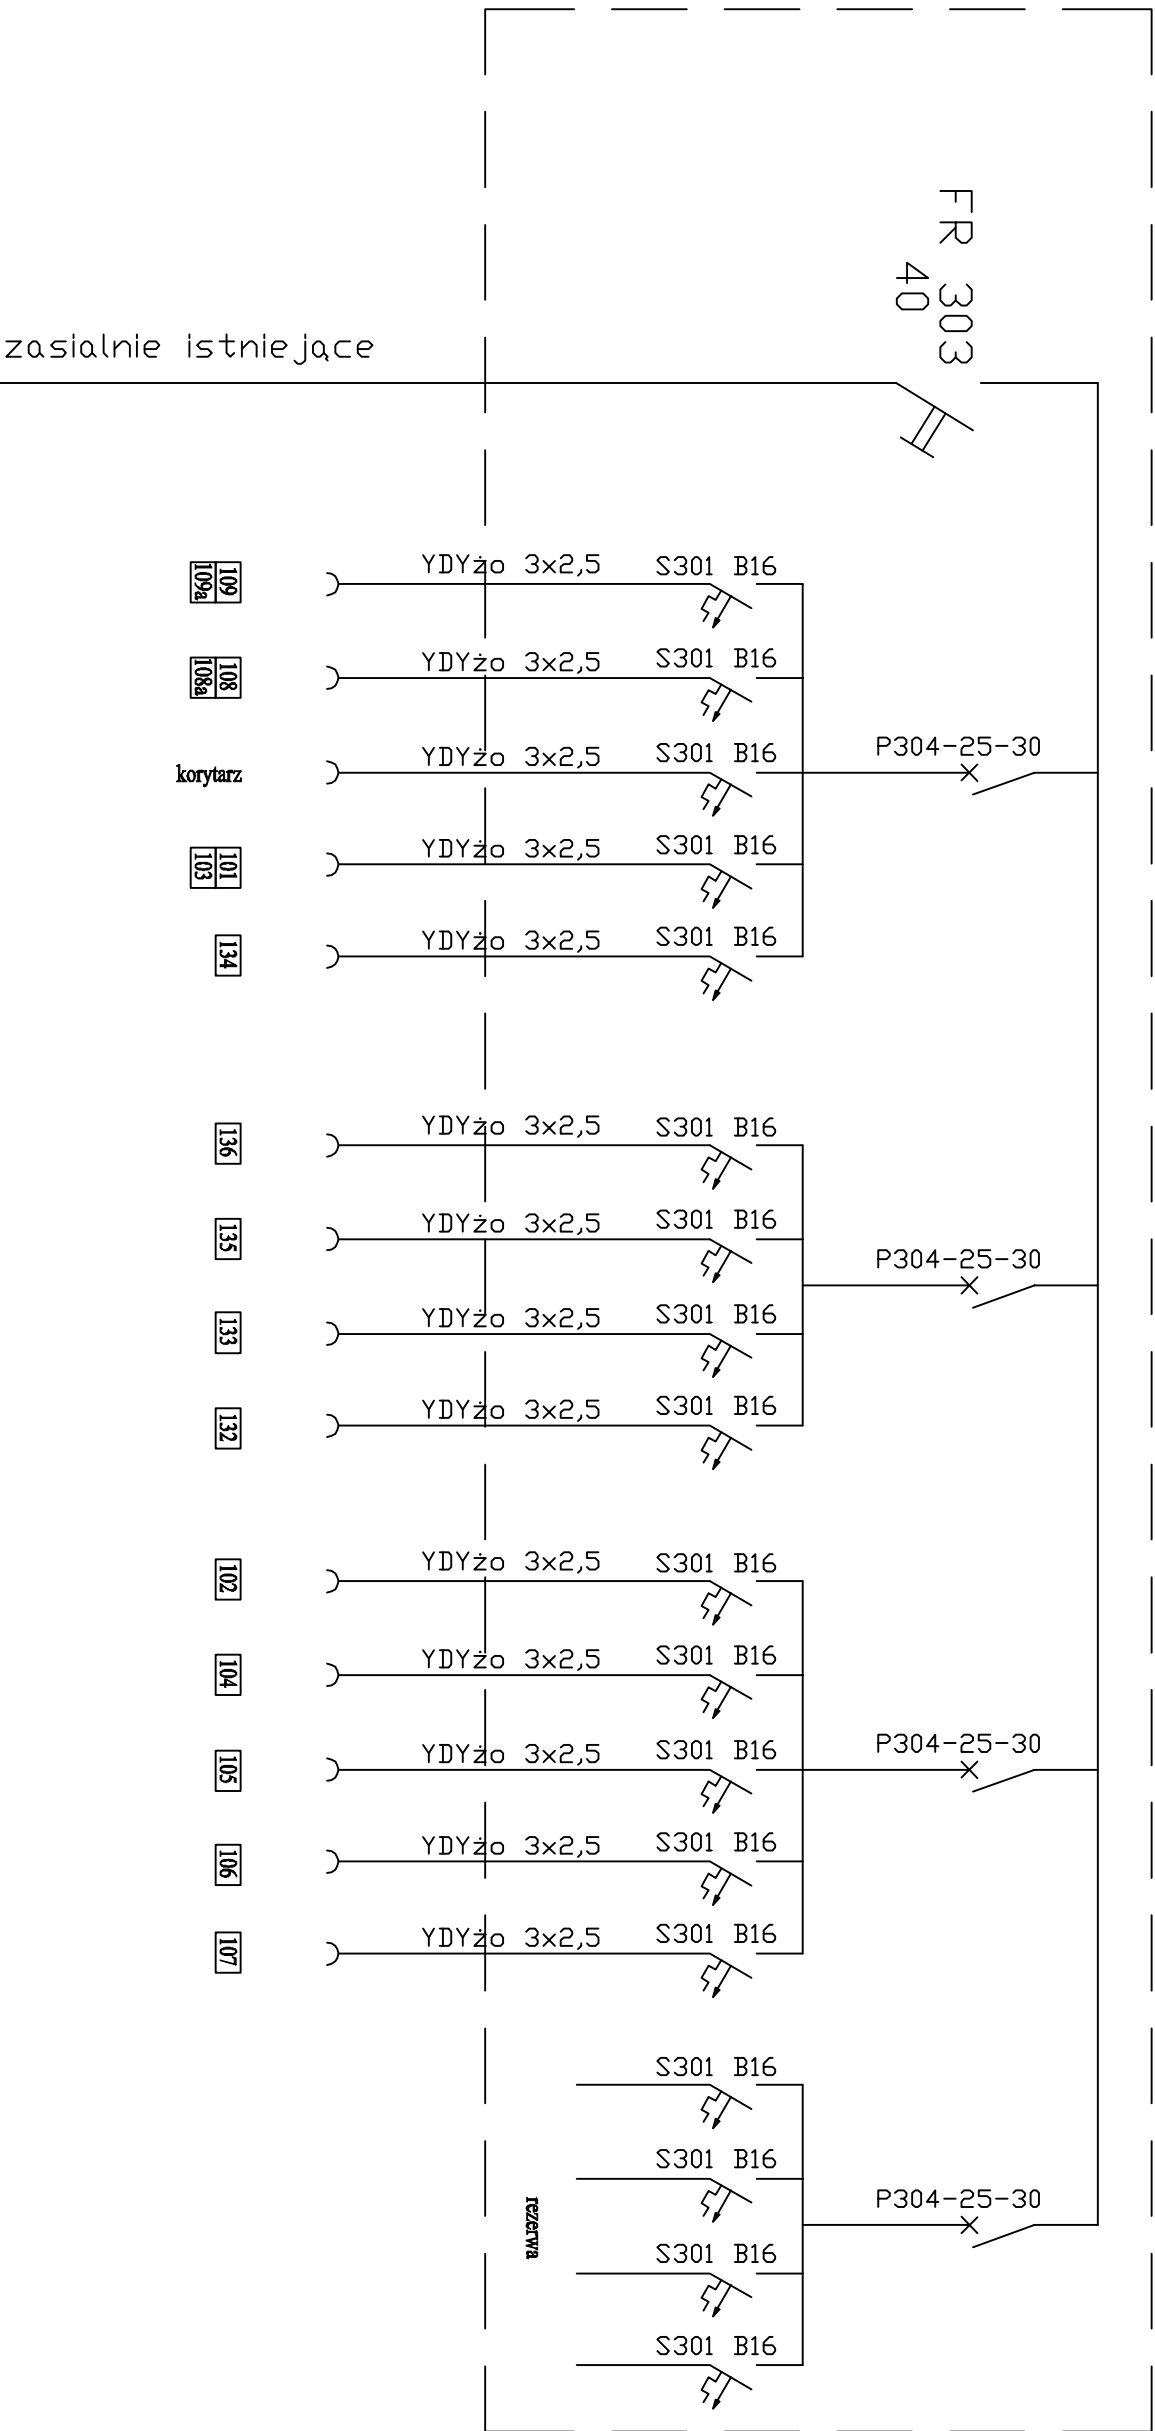 FR 303
40
zasialnie istniejące
YDYżo 3x2,5 S301 B16
109
109a
YDYżo 3x2,5 S301 B16
108
108a
P304-25-30
YDYżo 3x2,5 S301 B16
korytarz
YDYżo 3x2,5 S301 B16
101
103
YDYżo 3x2,5 S301 B16
134
YDYżo 3x2,5 S301 B16
136
YDYżo 3x2,5 S301 B16
135
P304-25-30
YDYżo 3x2,5 S301 B16
133
YDYżo 3x2,5 S301 B16
132
YDYżo 3x2,5 S301 B16
102
YDYżo 3x2,5 S301 B16
104
P304-25-30
YDYżo 3x2,5 S301 B16
105
YDYżo 3x2,5 S301 B16
106
YDYżo 3x2,5 S301 B16
107
S301 B16
S301 B16
P304-25-30
rezerwa
S301 B16
S301 B16